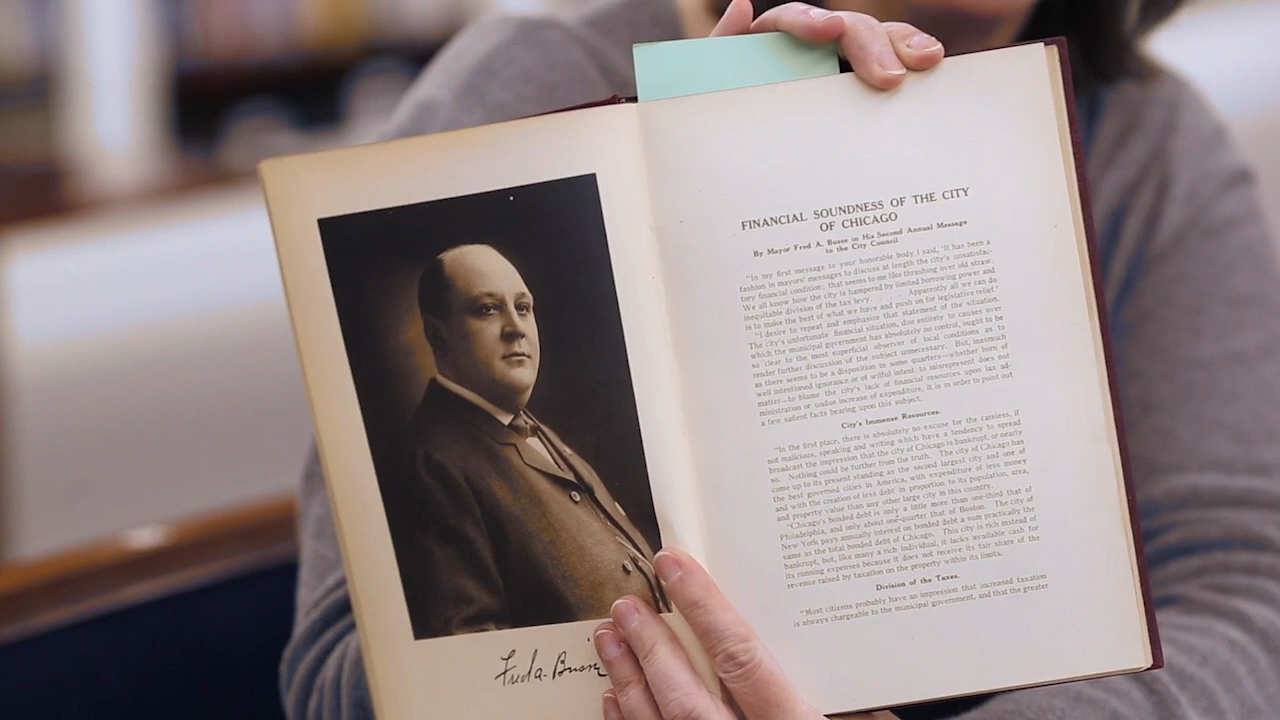 Fred A. Busse
FINANCIAL SOUNDNESS OF THE CITY
OF CHICAGO
By Mayor Fred A. Busse in His Second Annual Message
to the City Council
"In my first message to your honorable body I said, 'It has been a
fashion in mayors' messages to discuss at length the city's unsatisfac-
tory financial condition; that seems to me like thrashing over old straw.
We all know how the city is hampered by limited borrowing power and
inequitable division of the tax levy. . . . Apparently all we can do
is to make the best of what we have and push on for legislative relief.'
"I desire to repeat and emphasize that statement of the situation.
The city's unfortunate financial situation, due entirely to causes over
which the municipal government has absolutely no control, ought to be
so clear to the most superficial observer of local conditions as to
render further discussion of the subject unnecessary. But, inasmuch
as there seems to be a disposition in some quarters—whether born of
well intentioned ignorance or of wilful intent to misrepresent does not
matter—to blame the city's lack of financial resources upon lax ad-
ministration or undue increase of expenditure, it is in order to point out
a few salient facts bearing upon this subject.
City's Immense Resources.
"In the first place, there is absolutely no excuse for the careless, if
not malicious, speaking and writing which have a tendency to spread
broadcast the impression that the city of Chicago is bankrupt, or nearly
so. Nothing could be further from the truth. The city of Chicago has
come up to its present standing as the second largest city and one of
the best governed cities in America, with expenditure of less money
and with the creation of less debt in proportion to its population, area,
and property value than any other large city in this country.
"Chicago's bonded debt is only a little more than one-third that of
Philadelphia, and only about one-quarter that of Boston. The city of
New York pays annually interest on bonded debt a sum practically the
same as the total bonded debt of Chicago. This city is rich instead of
bankrupt, but, like many a rich individual, it lacks available cash for
its running expenses because it does not receive its fair share of the
revenue raised by taxation on the property within its limits.
Division of the Taxes.
"Most citizens probably have an impression that increased taxation
is always chargeable to the municipal government, and that the greater